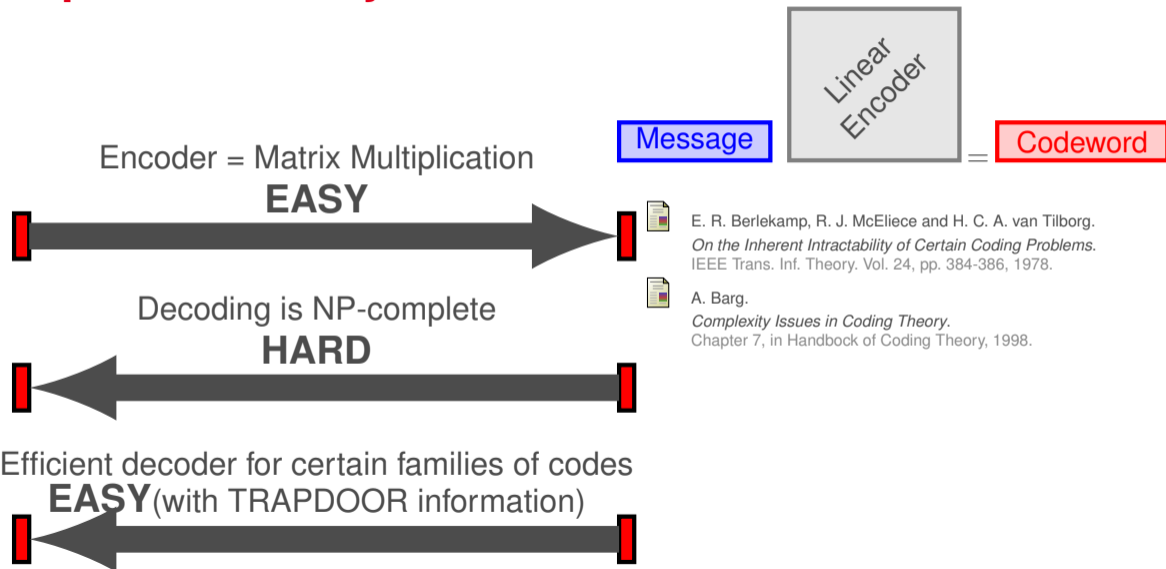 Linear
Encoder
Message
=
Codeword
Encoder = Matrix Multiplication
EASY
E. R. Berlekamp, R. J. McEliece and H. C. A. van Tilborg.
On the Inherent Intractability of Certain Coding Problems.
IEEE Trans. Inf. Theory. Vol. 24, pp. 384-386, 1978.
A. Barg.
Complexity Issues in Coding Theory.
Chapter 7, in Handbock of Coding Theory, 1998.
Decoding is NP-complete
HARD
Efficient decoder for certain families of codes
EASY(with TRAPDOOR information)